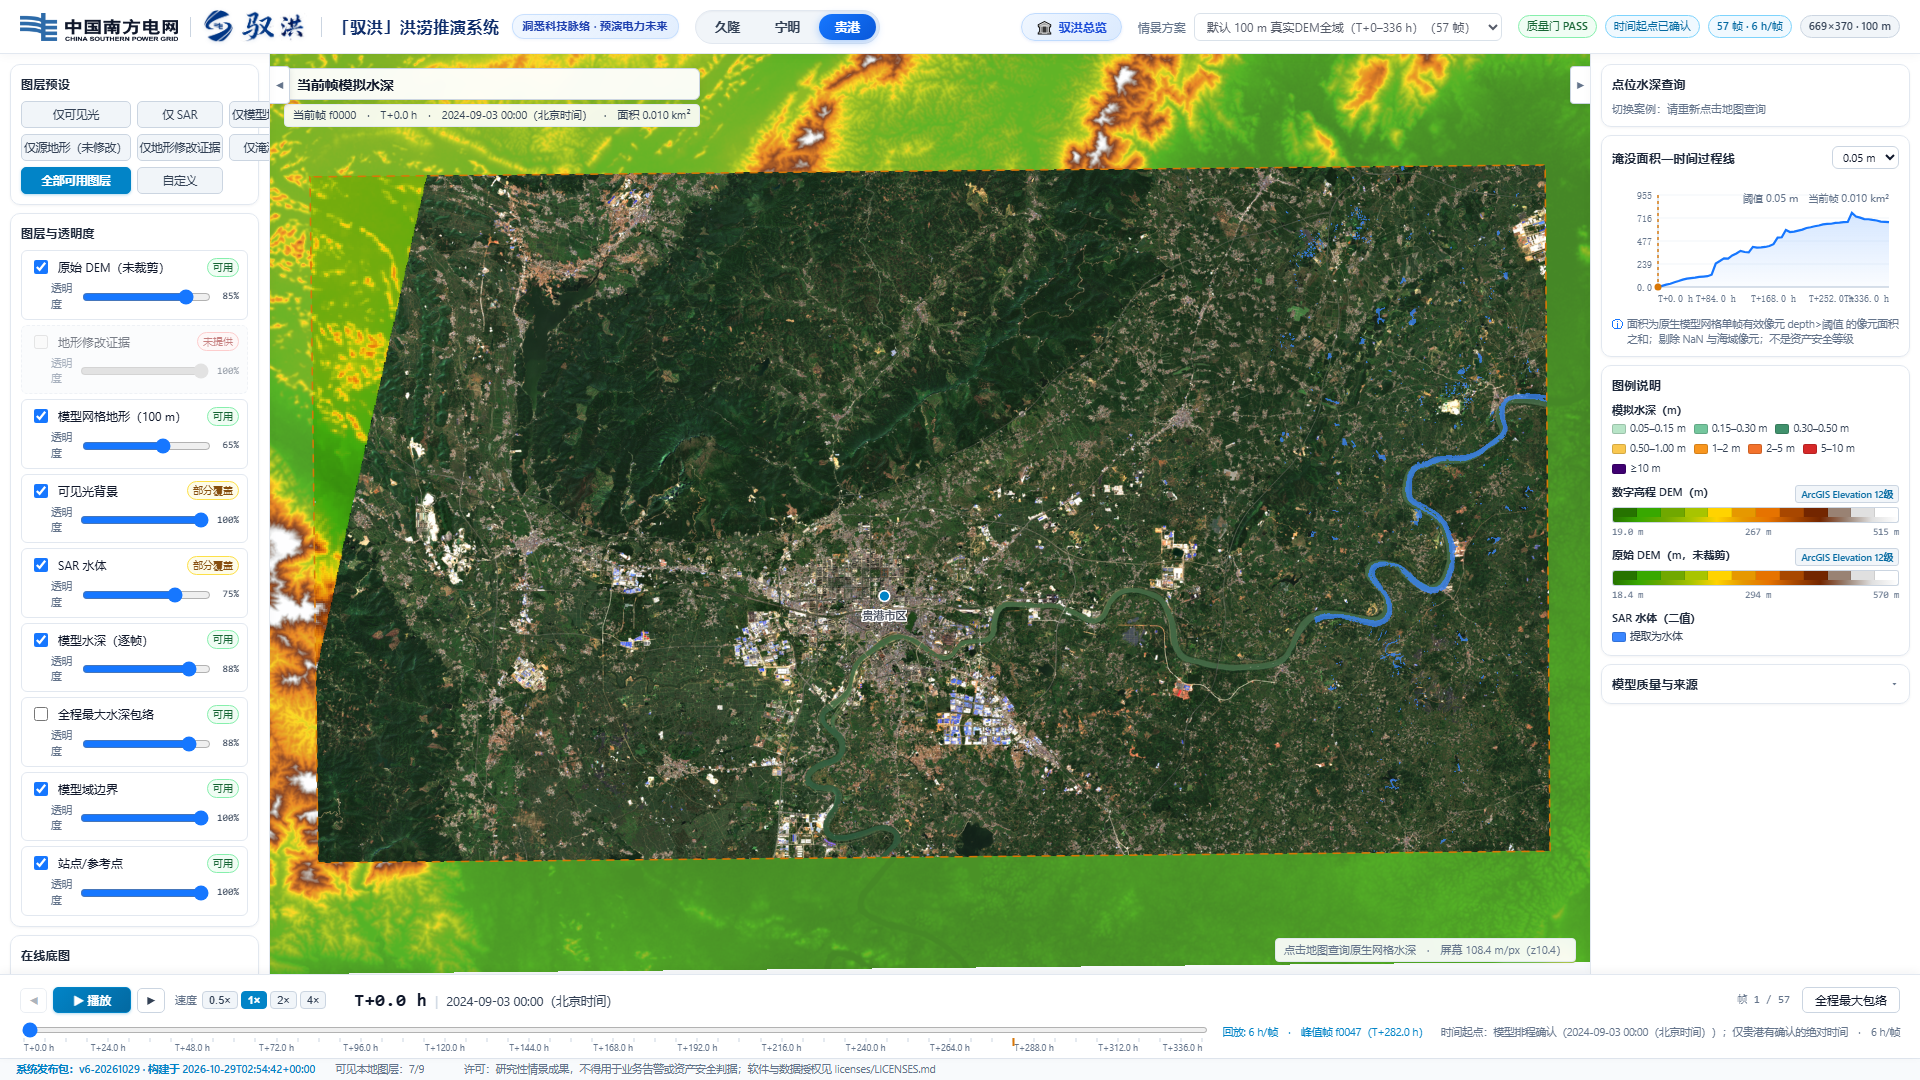 中国南方电网
CHINA SOUTHERN POWER GRID
驭洪
「驭洪」洪涝推演系统
洞悉科技脉络 · 预演电力未来
久隆 宁明 贵港
驭洪总览
情景方案 默认 100 m 真实DEM全域（T+0–336 h）（57 帧）
质量门 PASS
时间起点已确认
57 帧 · 6 h/帧
669×370 · 100 m
图层预设
仅可见光 仅 SAR 仅模型
仅源地形（未修改） 仅地形修改证据 仅淹
全部可用图层 自定义
图层与透明度
原始 DEM（未裁剪） 可用
透明度 85%
地形修改证据 未提供
透明度 100%
模型网格地形（100 m） 可用
透明度 65%
可见光背景 部分覆盖
透明度 100%
SAR 水体 部分覆盖
透明度 75%
模型水深（逐帧） 可用
透明度 88%
全程最大水深包络 可用
透明度 88%
模型域边界 可用
透明度 100%
站点/参考点 可用
透明度 100%
在线底图
当前帧模拟水深
当前帧 f0000 · T+0.0 h · 2024-09-03 00:00（北京时间） · 面积 0.010 km²
贵港市区
点击地图查询原生网格水深 · 屏幕 108.4 m/px（z10.4）
点位水深查询
切换案例：请重新点击地图查询
淹没面积—时间过程线 0.05 m
阈值 0.05 m 当前帧 0.010 km²
955
716
477
239
0.0
T+0.0 h T+84.0 h T+168.0 h T+252.0 h T+336.0 h
面积为原生模型网格单帧有效像元 depth>阈值 的像元面积之和；剔除 NaN 与海域像元；不是资产安全等级
图例说明
模拟水深（m）
0.05–0.15 m 0.15–0.30 m 0.30–0.50 m
0.50–1.00 m 1–2 m 2–5 m 5–10 m
≥10 m
数字高程 DEM（m） ArcGIS Elevation 12级
19.0 m 267 m 515 m
原始 DEM（m，未裁剪） ArcGIS Elevation 12级
18.4 m 294 m 570 m
SAR 水体（二值）
提取为水体
模型质量与来源
◀ ▶ 播放 ▶ 速度 0.5× 1× 2× 4× T+0.0 h 2024-09-03 00:00（北京时间）
帧 1 / 57 全程最大包络
T+0.0 h T+24.0 h T+48.0 h T+72.0 h T+96.0 h T+120.0 h T+144.0 h T+168.0 h T+192.0 h T+216.0 h T+240.0 h T+264.0 h T+288.0 h T+312.0 h T+336.0 h
回放: 6 h/帧 · 峰值帧 f0047（T+282.0 h） 时间起点：模型排程确认（2024-09-03 00:00（北京时间））；仅贵港有确认的绝对时间 · 6 h/帧
系统发布包：v6-20261029 · 构建于 2026-10-29T02:54:42+00:00 可见本地图层：7/9 许可：研究性情景成果，不得用于业务告警或资产安全判据；软件与数据授权见 licenses/LICENSES.md